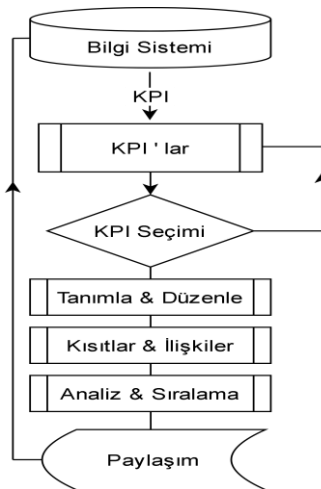 Bilgi Sistemi
KPI
KPI ' lar
KPI Seçimi
Tanımla & Düzenle
Kısıtlar & İlişkiler
Analiz & Sıralama
Paylaşım